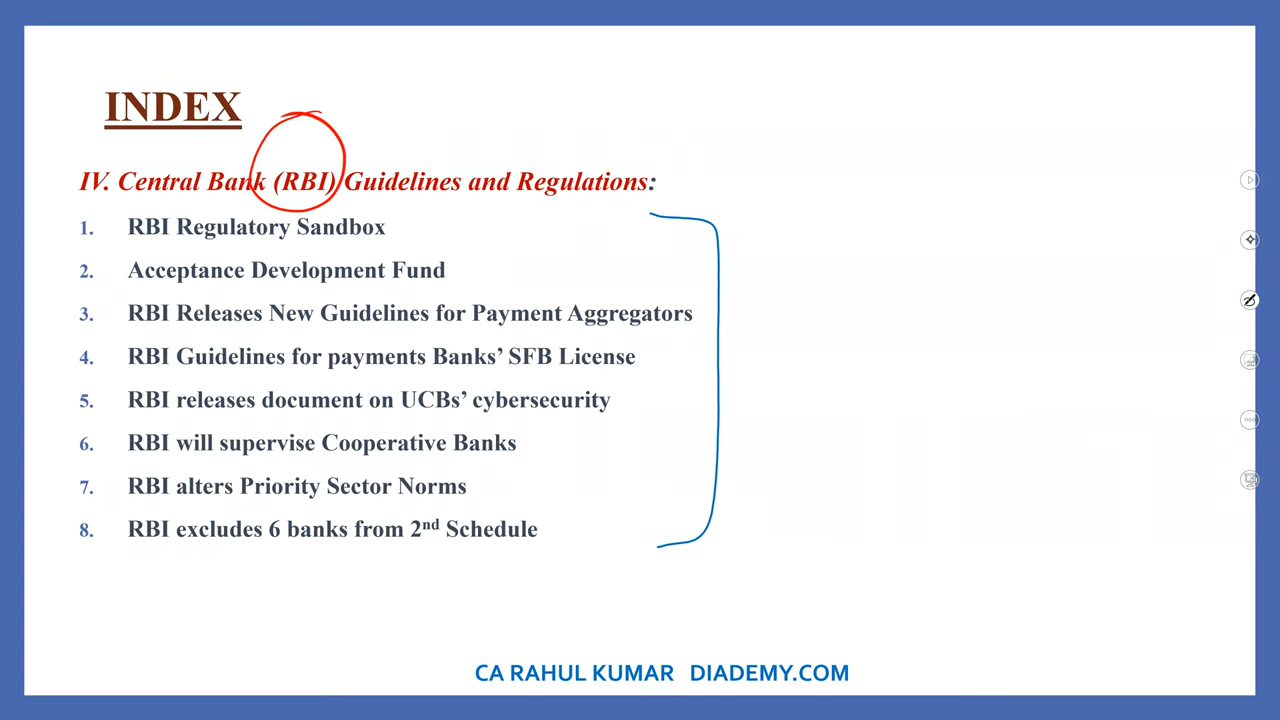 INDEX
IV. Central Bank (RBI) Guidelines and Regulations:
1. RBI Regulatory Sandbox
2. Acceptance Development Fund
3. RBI Releases New Guidelines for Payment Aggregators
4. RBI Guidelines for payments Banks’ SFB License
5. RBI releases document on UCBs’ cybersecurity
6. RBI will supervise Cooperative Banks
7. RBI alters Priority Sector Norms
8. RBI excludes 6 banks from 2nd Schedule
CA RAHUL KUMAR DIADEMY.COM